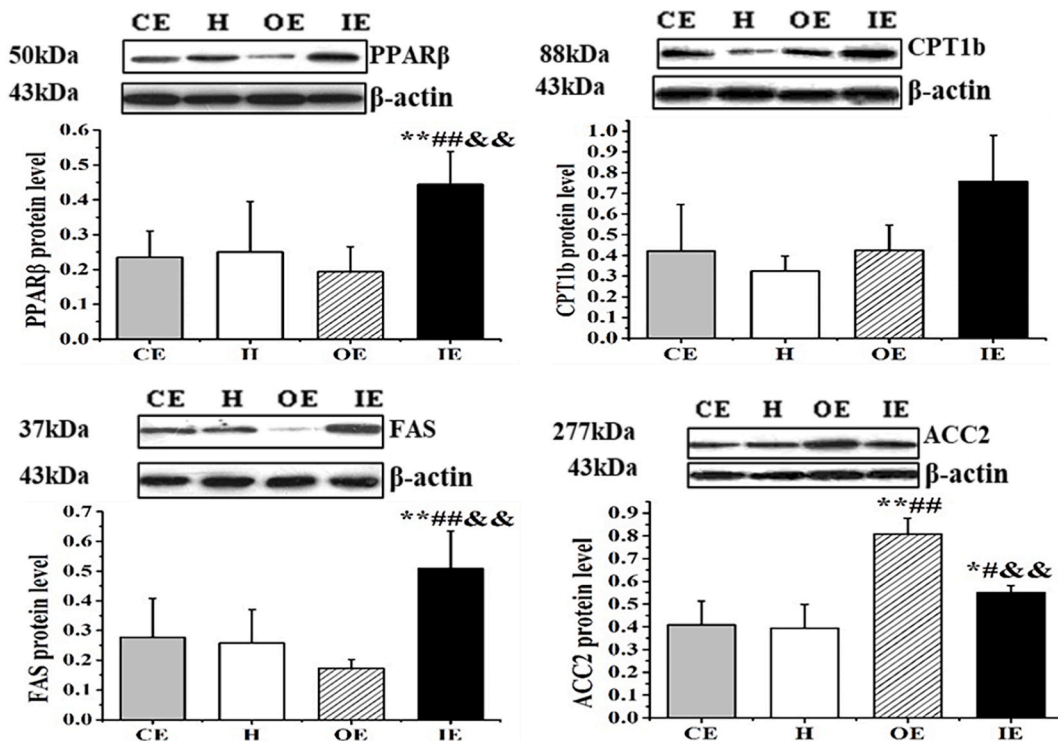 CE H OE IE
50kDa PPARβ
43kDa β-actin
**##&&
PPARβ protein level
0.6
0.5
0.4
0.3
0.2
0.1
0.0
CE H OE IE
CE H OE IE
88kDa CPT1b
43kDa β-actin
CPT1b protein level
1.0
0.9
0.8
0.7
0.6
0.5
0.4
0.3
0.2
0.1
0.0
CE H OE IE
CE H OE IE
37kDa FAS
43kDa β-actin
**##&&
FAS protein level
0.7
0.6
0.5
0.4
0.3
0.2
0.1
0.0
CE H OE IE
CE H OE IE
277kDa ACC2
43kDa β-actin
**##
*#&&
ACC2 protein level
0.9
0.8
0.7
0.6
0.5
0.4
0.3
0.2
0.1
0.0
CE H OE IE